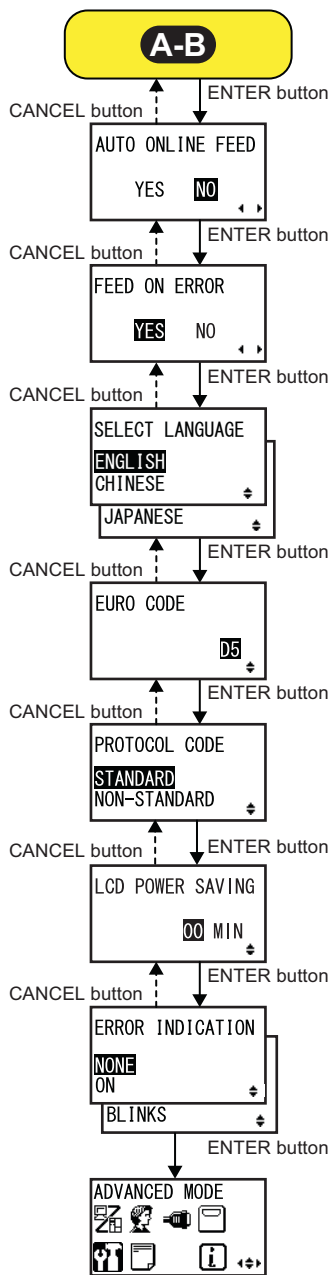 A-B
ENTER button
CANCEL button
AUTO ONLINE FEED
YES NO
ENTER button
CANCEL button
FEED ON ERROR
YES NO
ENTER button
CANCEL button
SELECT LANGUAGE
ENGLISH
CHINESE
JAPANESE
ENTER button
CANCEL button
EURO CODE
D5
ENTER button
CANCEL button
PROTOCOL CODE
STANDARD
NON-STANDARD
ENTER button
CANCEL button
LCD POWER SAVING
00 MIN
ENTER button
CANCEL button
ERROR INDICATION
NONE
ON
BLINKS
ENTER button
ADVANCED MODE